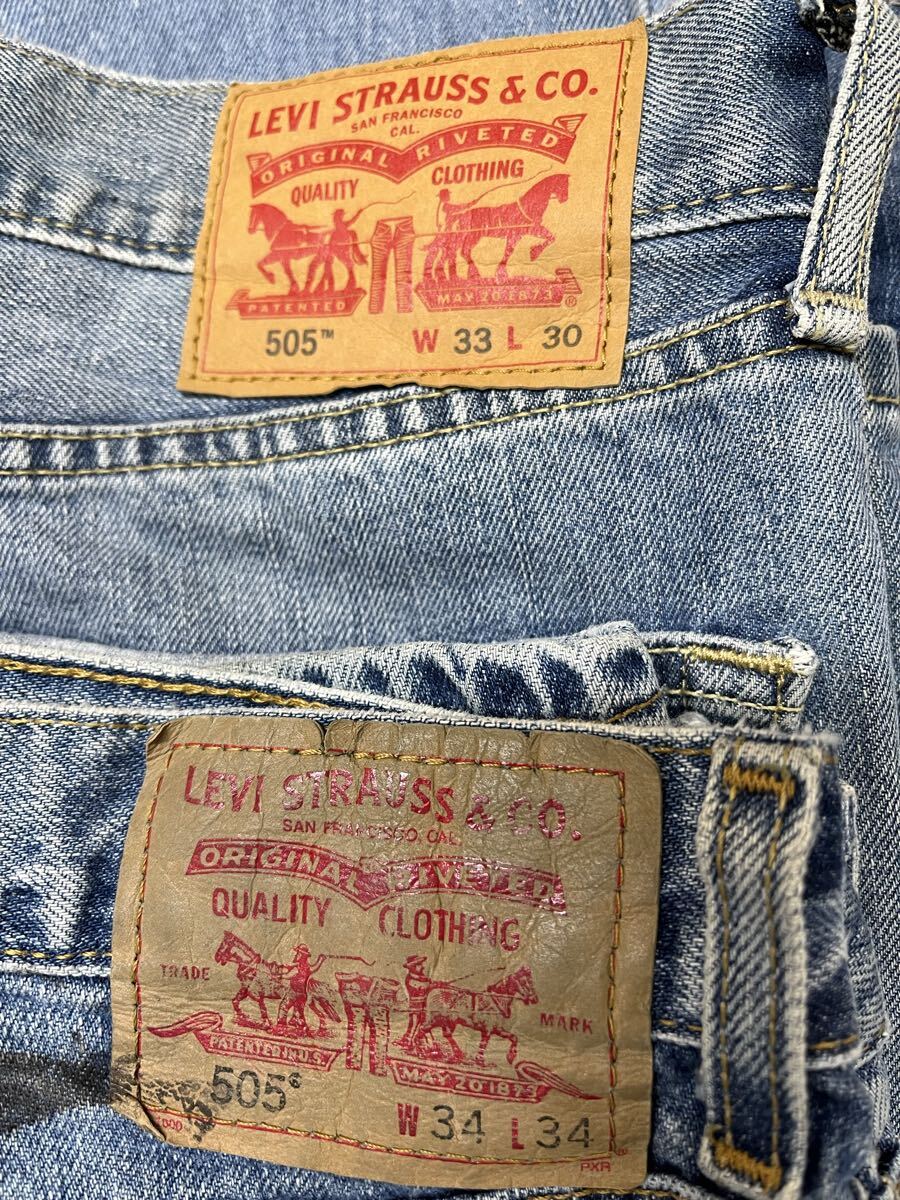 LEVI STRAUSS & CO.
SAN FRANCISCO
CAL.
ORIGINAL RIVETED
QUALITY CLOTHING
PATENTED MAY 20 1873 ®
505™ W 33 L 30
LEVI STRAUSS & CO.
SAN FRANCISCO, CAL.
ORIGINAL RIVETED
QUALITY CLOTHING
TRADE MARK
PATENTED IN U.S. MAY 20 1873
505 W 34 L 34
PXR